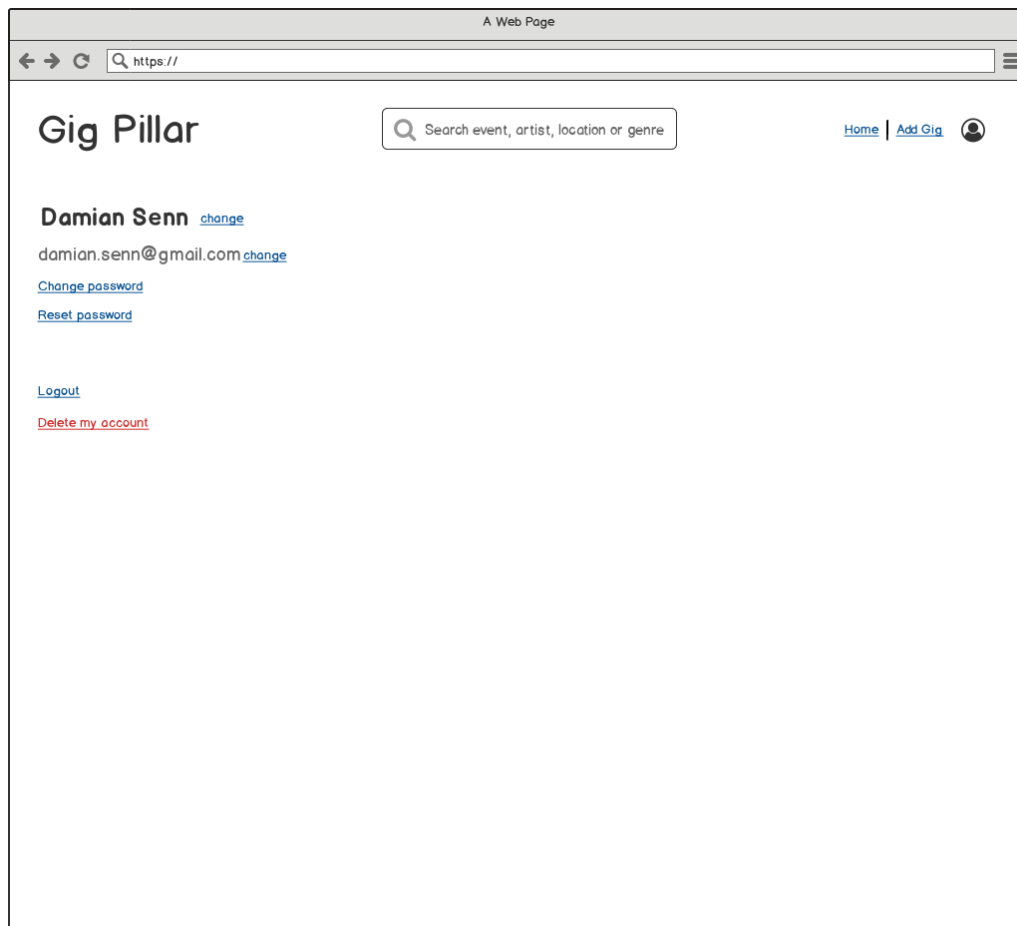 A Web Page
https://
Gig Pillar
Search event, artist, location or genre
Home Add Gig
Damian Senn change
damian.senn@gmail.com change
Change password
Reset password
Logout
Delete my account